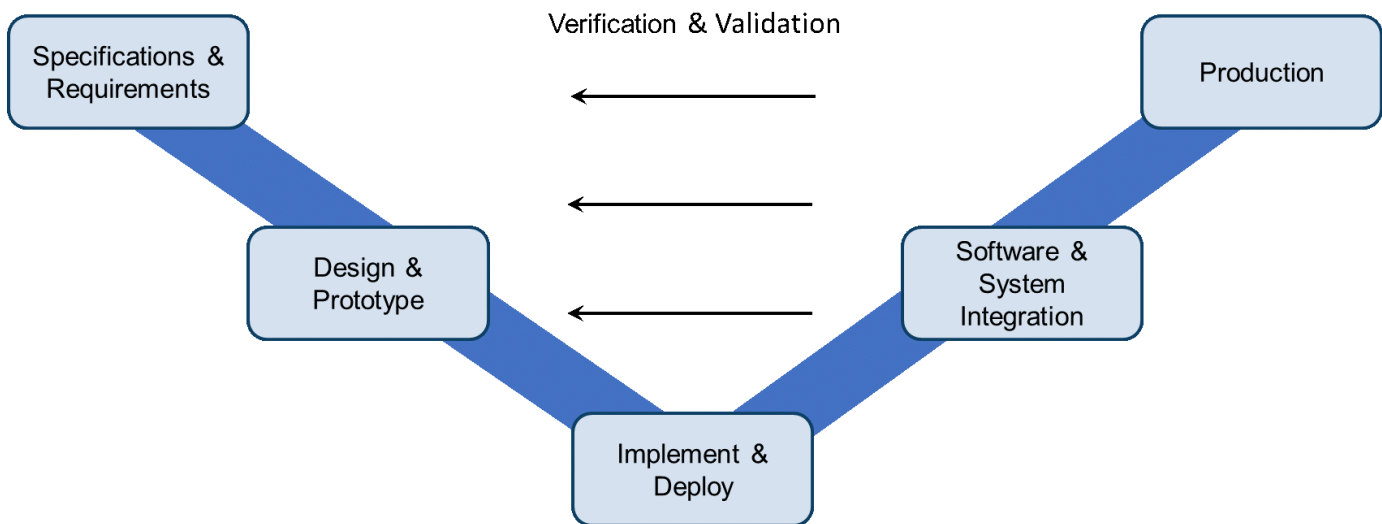 Verification & Validation
Specifications &
Requirements
Production
Design &
Prototype
Software &
System
Integration
Implement &
Deploy